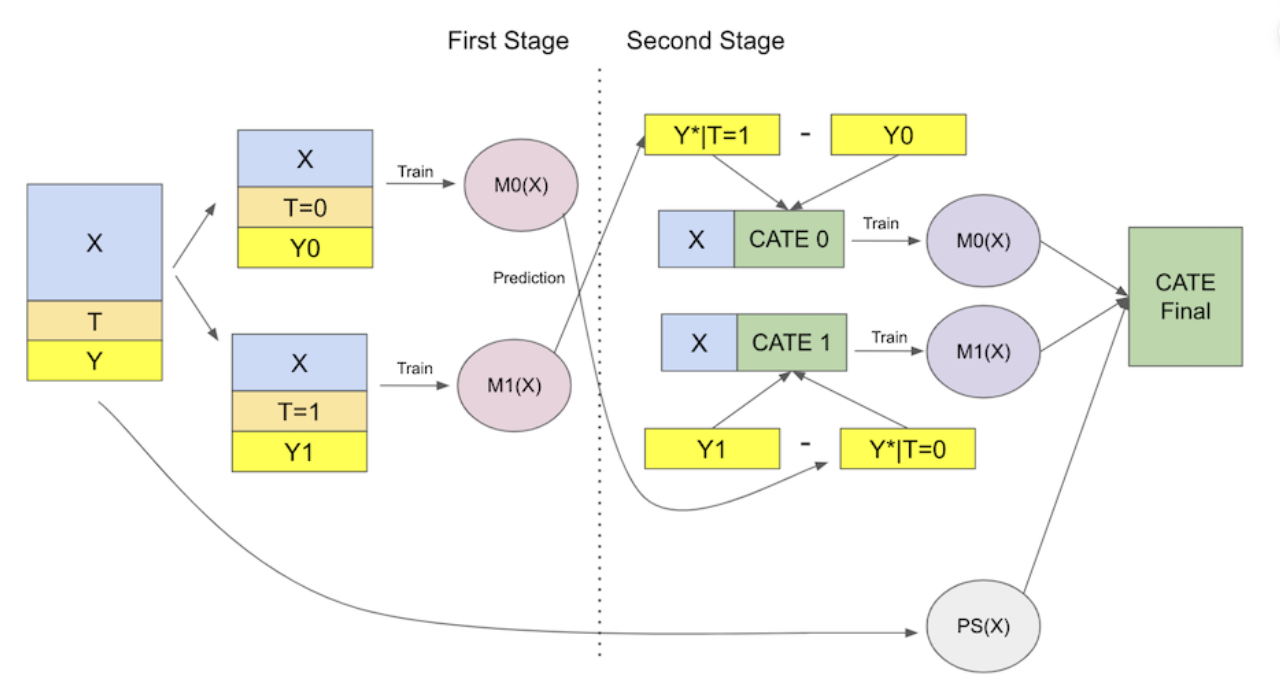 First Stage
Second Stage
X
T
Y
X
T=0
Y0
Train
M0(X)
X
T=1
Y1
Train
M1(X)
Prediction
Y*|T=1
-
Y0
X
CATE 0
Train
M0(X)
X
CATE 1
Train
M1(X)
Y1
-
Y*|T=0
PS(X)
CATE
Final